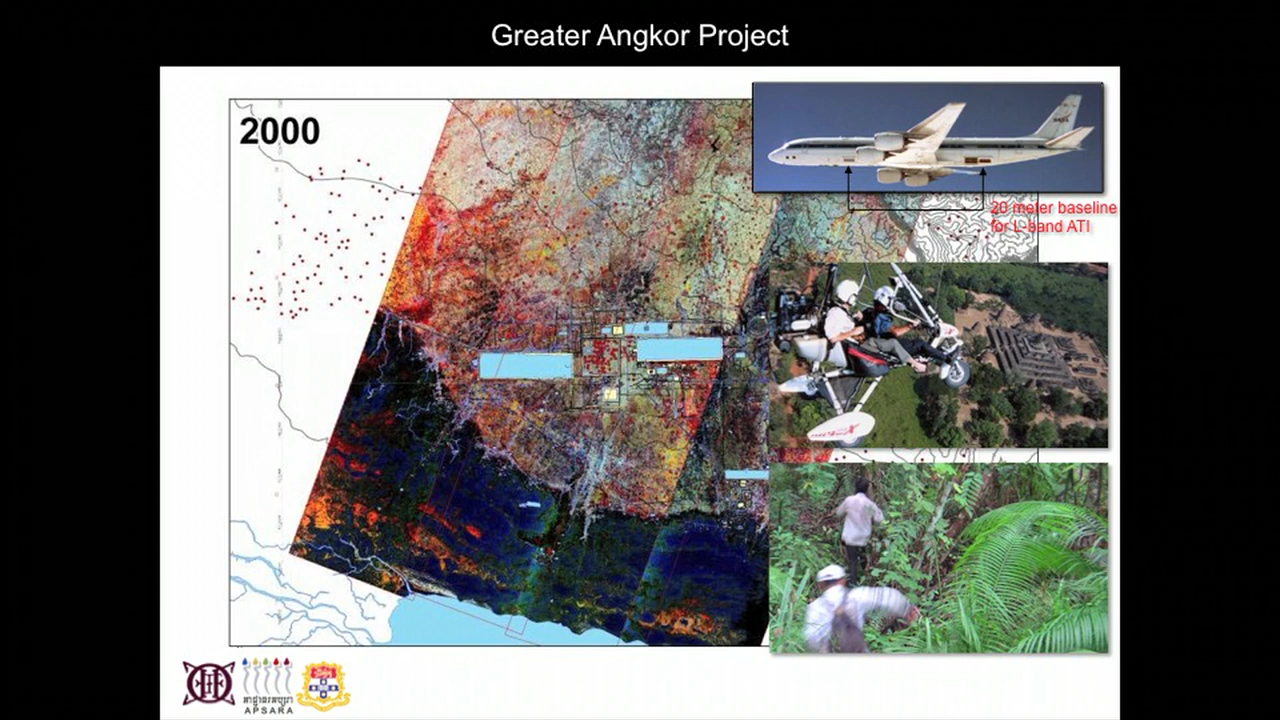 Greater Angkor Project
2000
20 meter baseline
for L-band ATI
APSARA